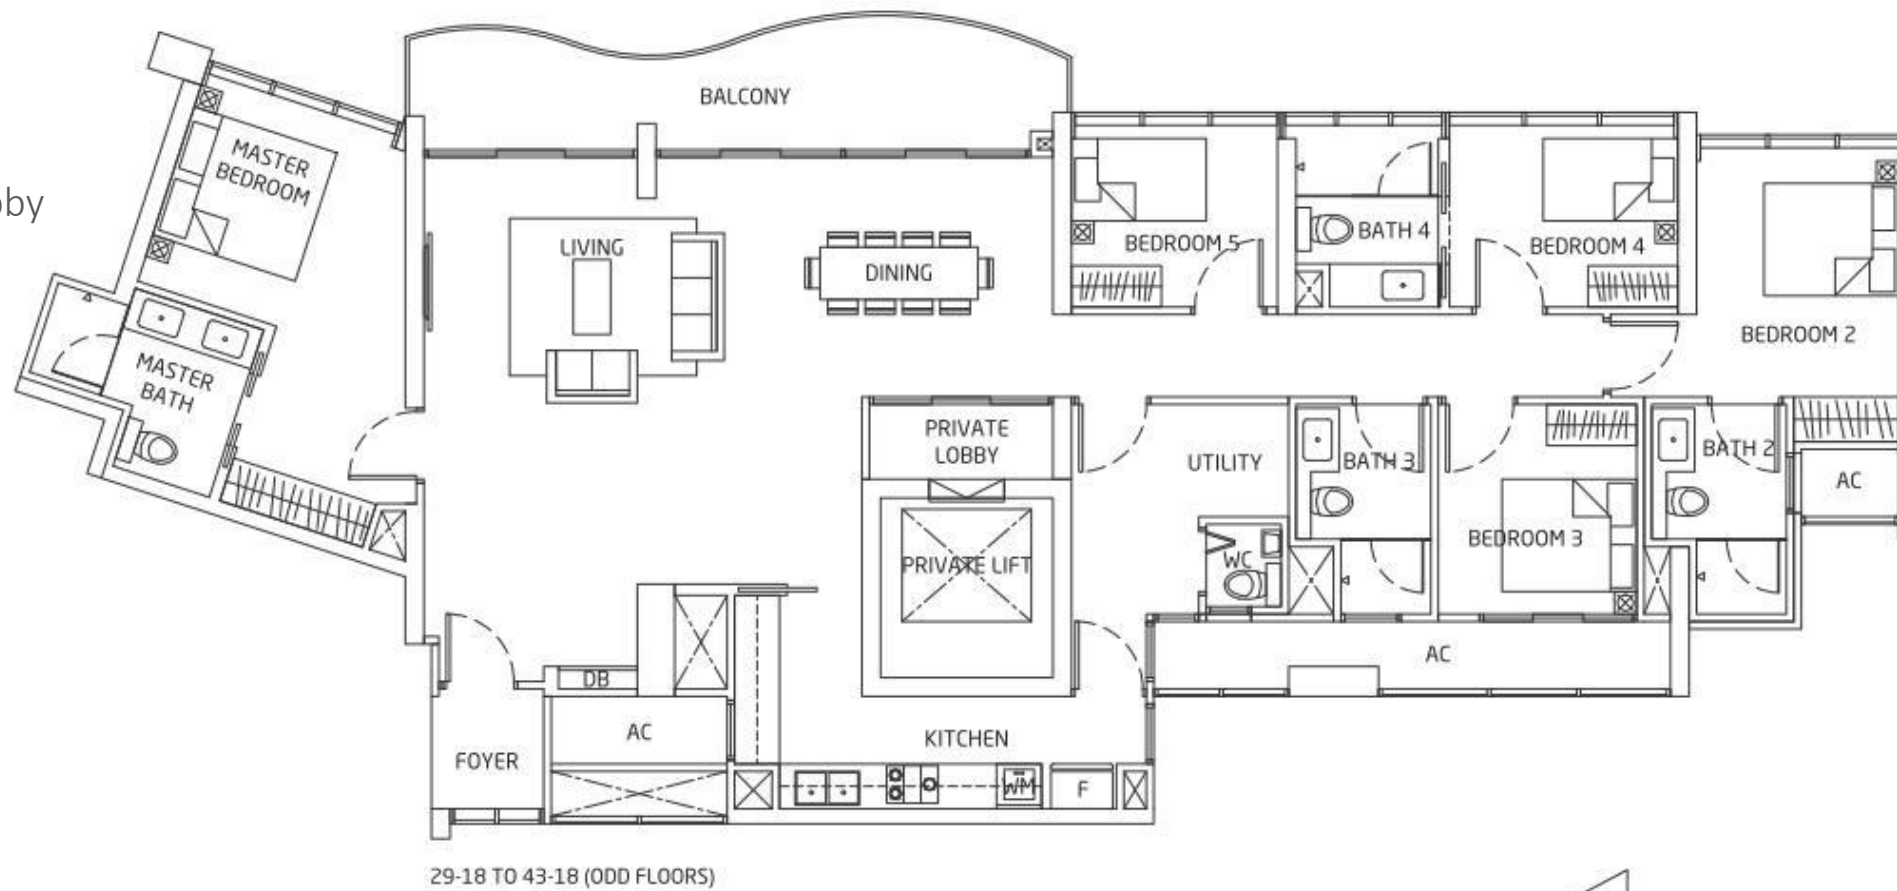 BALCONY
MASTER
BEDROOM
oby
LIVING
DINING
BEDROOM 5
BATH 4
BEDROOM 4
BEDROOM 2
MASTER
BATH
PRIVATE
LOBBY
UTILITY
BATH 3
BATH 2
AC
PRIVATE LIFT
WC
BEDROOM 3
DB
AC
AC
FOYER
KITCHEN
WM
F
29-18 TO 43-18 (ODD FLOORS)